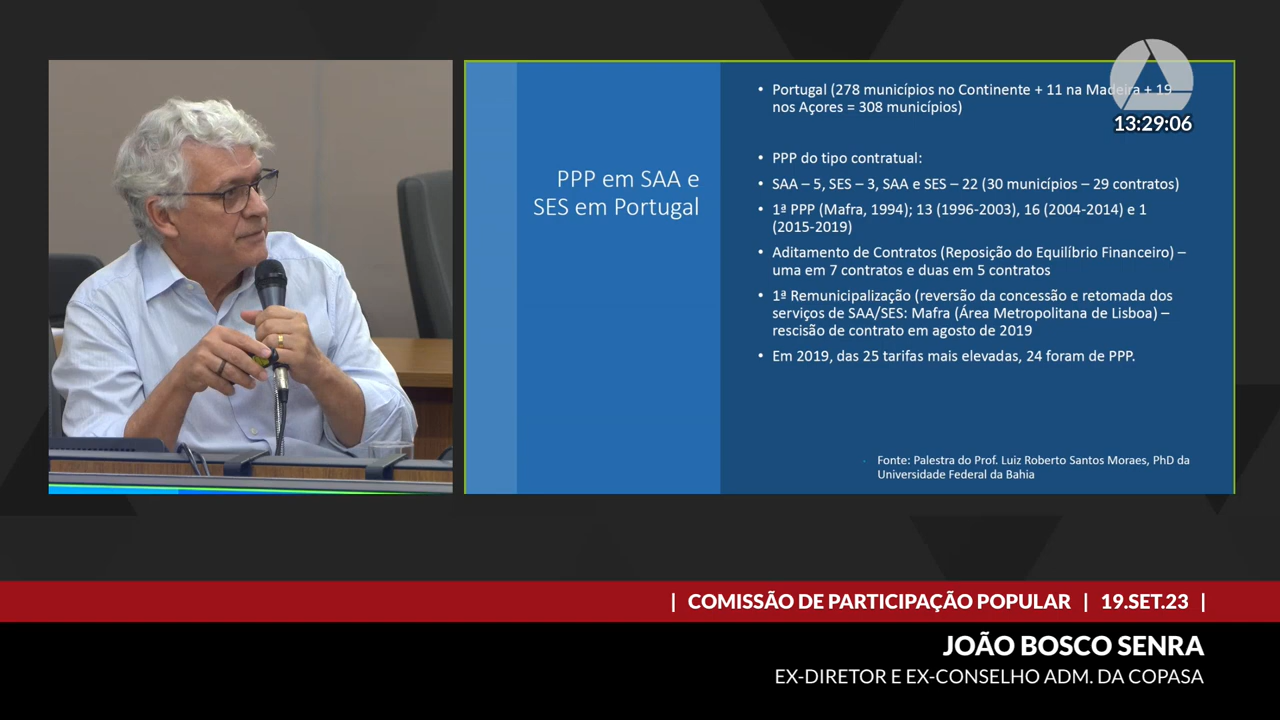 PPP em SAA e
SES em Portugal
• Portugal (278 municípios no Continente + 11 na Madeira + 19
nos Açores = 308 municípios)
• PPP do tipo contratual:
• SAA – 5, SES – 3, SAA e SES – 22 (30 municípios – 29 contratos)
• 1ª PPP (Mafra, 1994); 13 (1996-2003), 16 (2004-2014) e 1
(2015-2019)
• Aditamento de Contratos (Reposição do Equilíbrio Financeiro) –
uma em 7 contratos e duas em 5 contratos
• 1ª Remunicipalização (reversão da concessão e retomada dos
serviços de SAA/SES: Mafra (Área Metropolitana de Lisboa) –
rescisão de contrato em agosto de 2019
• Em 2019, das 25 tarifas mais elevadas, 24 foram de PPP.
Fonte: Palestra do Prof. Luiz Roberto Santos Moraes, PhD da
Universidade Federal da Bahia
13:29:06
| COMISSÃO DE PARTICIPAÇÃO POPULAR | 19.SET.23 |
JOÃO BOSCO SENRA
EX-DIRETOR E EX-CONSELHO ADM. DA COPASA